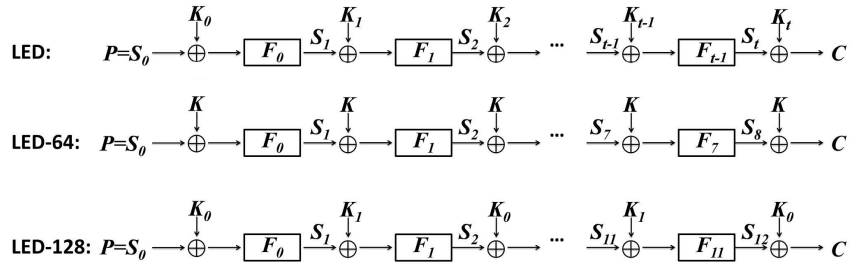 K₀ K₁ K₂ Kₜ₋₁ Kₜ
LED: P=S₀ F₀ S₁ F₁ S₂ ... Sₜ₋₁ Fₜ₋₁ Sₜ C
K K K K K
LED-64: P=S₀ F₀ S₁ F₁ S₂ ... S₇ F₇ S₈ C
K₀ K₁ K₀ K₁ K₀
LED-128: P=S₀ F₀ S₁ F₁ S₂ ... S₁₁ F₁₁ S₁₂ C